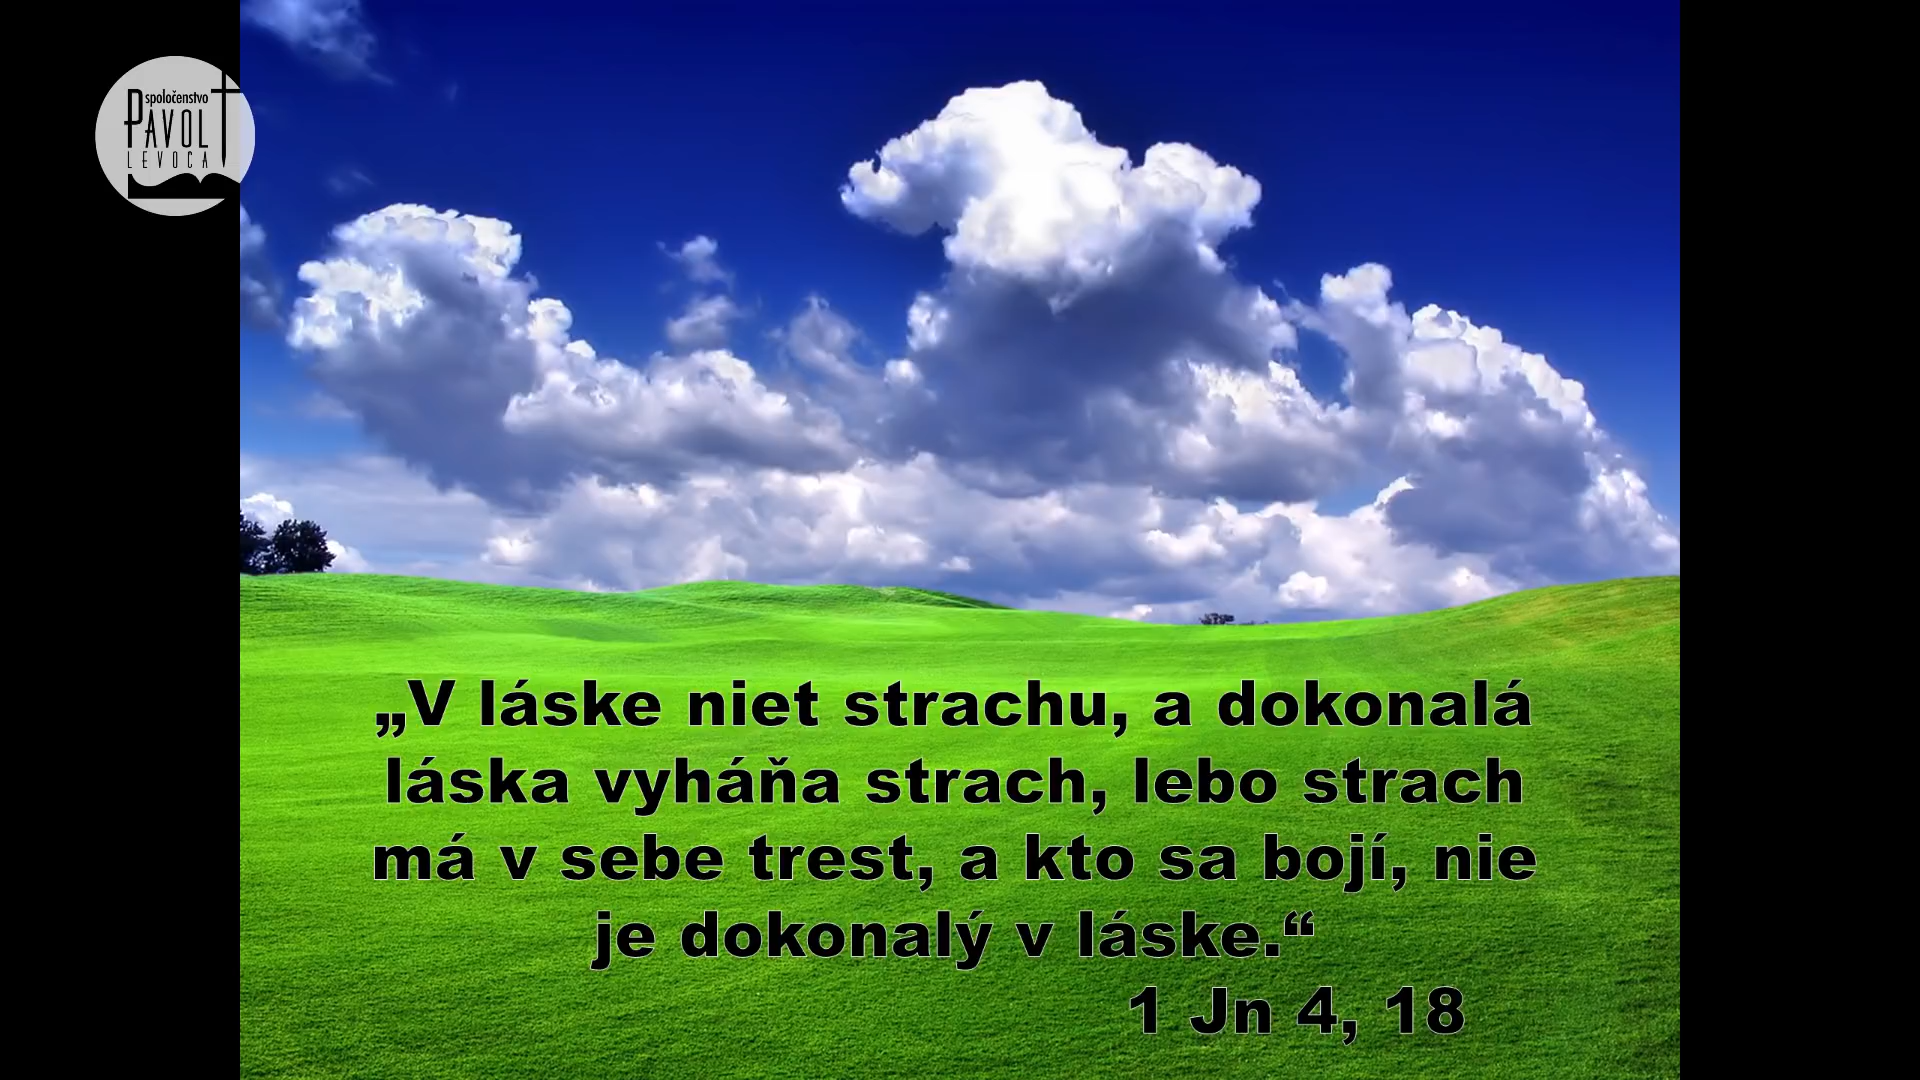 spoločenstvo
PAVOL
LEVOČA
„V láske niet strachu, a dokonalá
láska vyháňa strach, lebo strach
má v sebe trest, a kto sa bojí, nie
je dokonalý v láske.“
1 Jn 4, 18